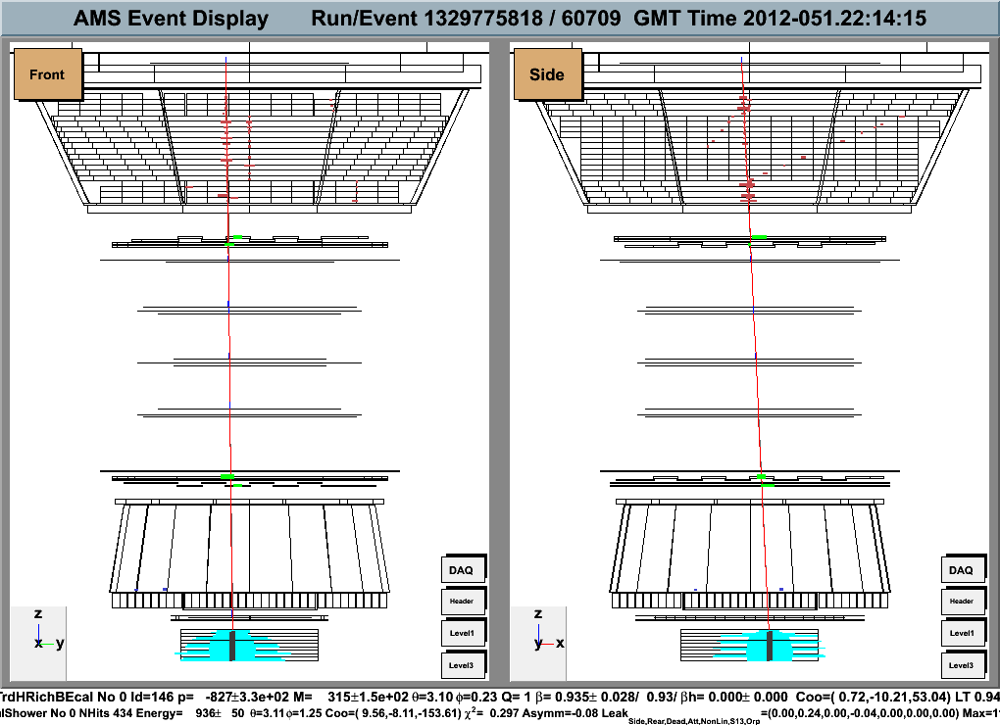 AMS Event Display Run/Event 1329775818 / 60709 GMT Time 2012-051.22:14:15
Front Side
DAQ DAQ
Header Header
Level1 Level1
Level3 Level3
z z
x y y x
TrdHRichBEcal No 0 Id=146 p= -827±3.3e+02 M= 315±1.5e+02 θ=3.10 ϕ=0.23 Q= 1 β= 0.935± 0.028/ 0.93/ βh= 0.000± 0.000 Coo=( 0.72,-10.21,53.04) LT 0.94
alShower No 0 NHits 434 Energy= 936± 50 θ=3.11 ϕ=1.25 Coo=( 9.56,-8.11,-153.61) χ²= 0.297 Asymm=-0.08 Leak =(0.00,0.24,0.00,-0.04,0.00,0.00,0.00) Max=1
Side,Rear,Dead,Att,NonLin,S13,Orp